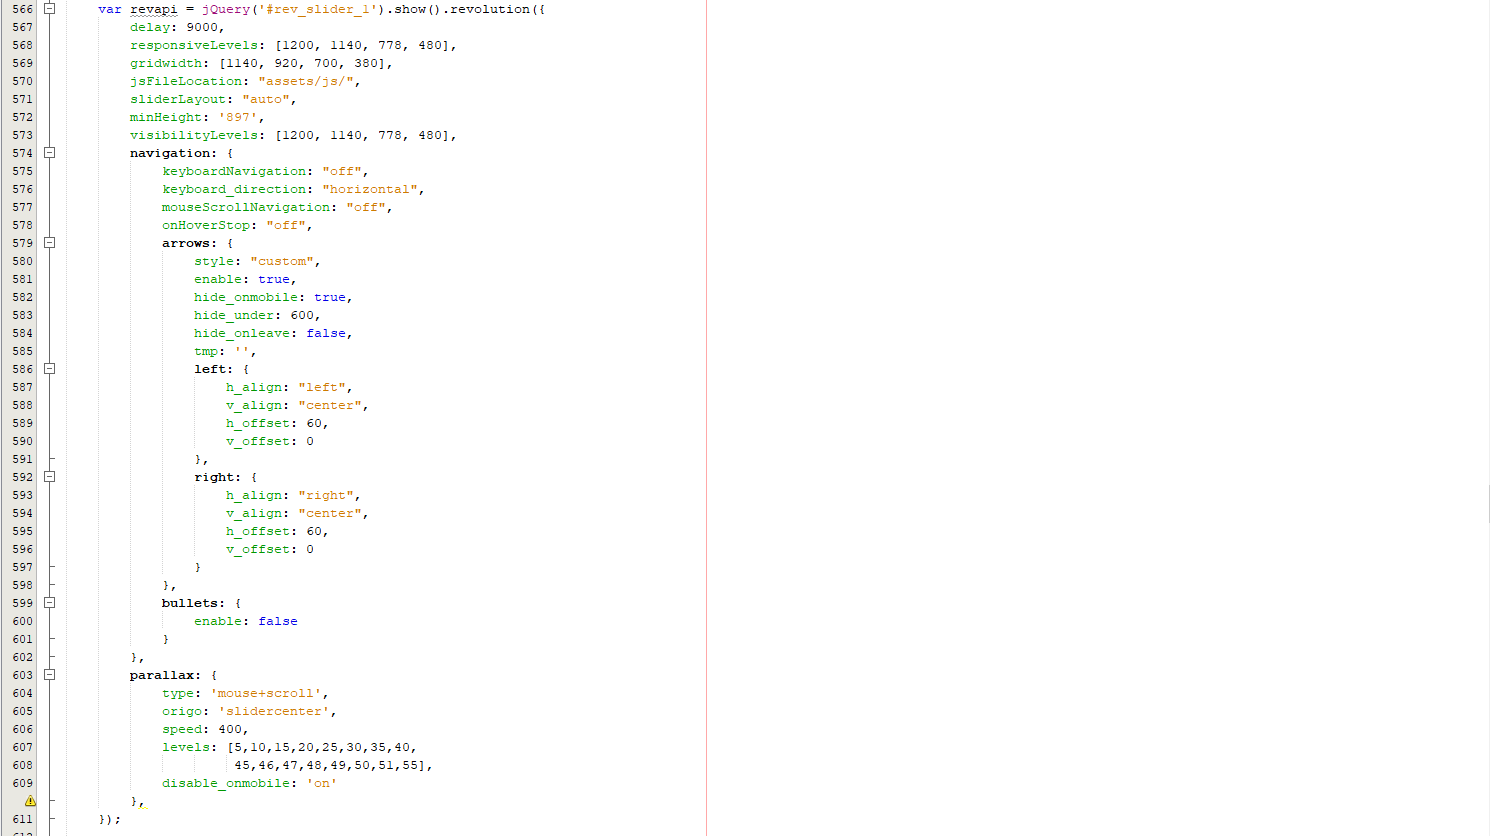 566 var revapi = jQuery('#rev_slider_1').show().revolution({
567 delay: 9000,
568 responsiveLevels: [1200, 1140, 778, 480],
569 gridwidth: [1140, 920, 700, 380],
570 jsFileLocation: "assets/js/",
571 sliderLayout: "auto",
572 minHeight: '897',
573 visibilityLevels: [1200, 1140, 778, 480],
574 navigation: {
575 keyboardNavigation: "off",
576 keyboard_direction: "horizontal",
577 mouseScrollNavigation: "off",
578 onHoverStop: "off",
579 arrows: {
580 style: "custom",
581 enable: true,
582 hide_onmobile: true,
583 hide_under: 600,
584 hide_onleave: false,
585 tmp: '',
586 left: {
587 h_align: "left",
588 v_align: "center",
589 h_offset: 60,
590 v_offset: 0
591 },
592 right: {
593 h_align: "right",
594 v_align: "center",
595 h_offset: 60,
596 v_offset: 0
597 }
598 },
599 bullets: {
600 enable: false
601 }
602 },
603 parallax: {
604 type: 'mouse+scroll',
605 origo: 'slidercenter',
606 speed: 400,
607 levels: [5,10,15,20,25,30,35,40,
608 45,46,47,48,49,50,51,55],
609 disable_onmobile: 'on'
},
611 });